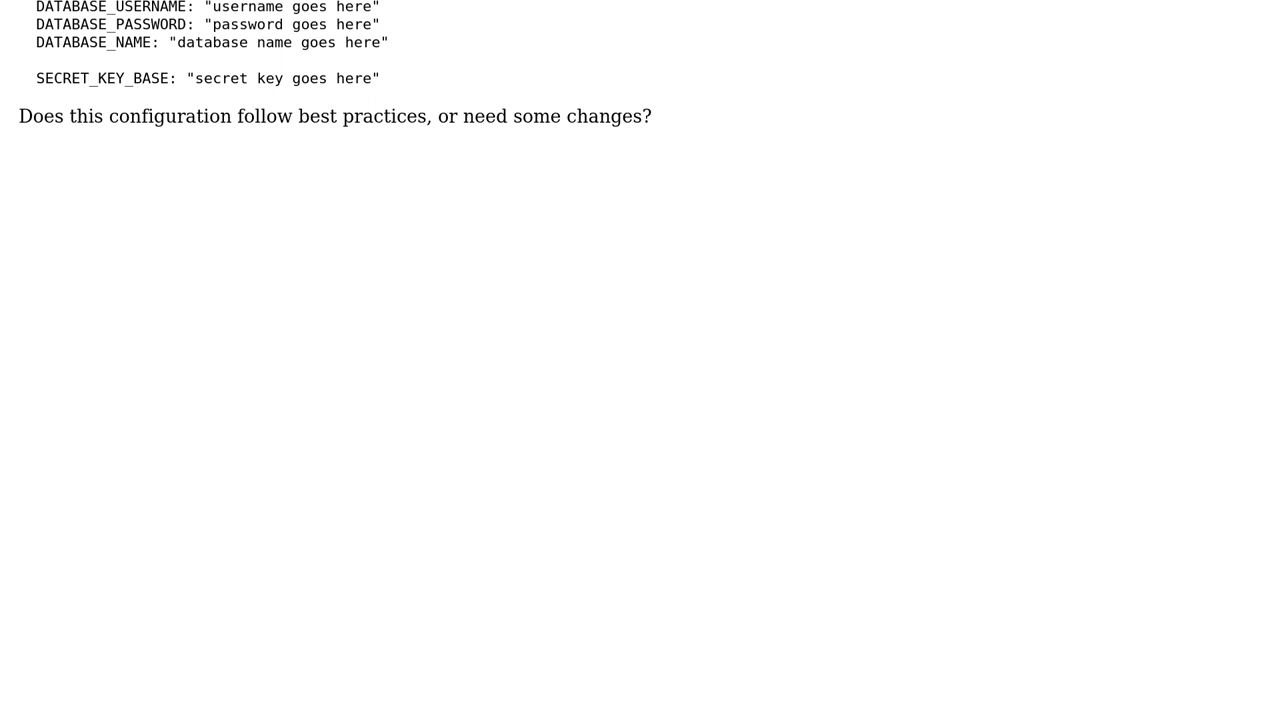 DATABASE_USERNAME: "username goes here"
DATABASE_PASSWORD: "password goes here"
DATABASE_NAME: "database name goes here"
SECRET_KEY_BASE: "secret key goes here"
Does this configuration follow best practices, or need some changes?